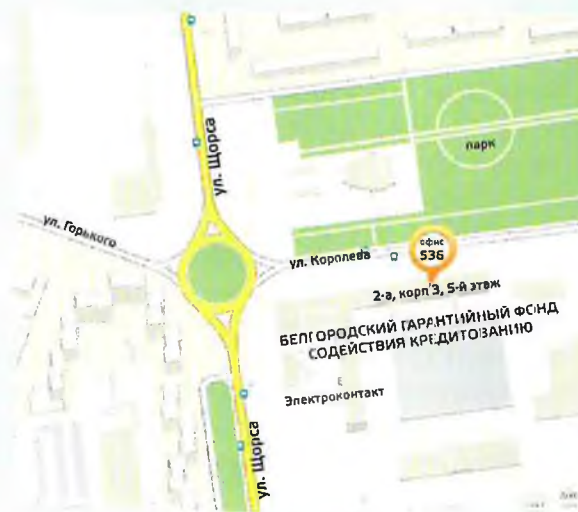 ул. Щорса
парк
ул. Горького
ул. Королева
офис
536
2-а, корп 3, 5-й этаж
БЕЛГОРОДСКИЙ ГАРАНТИЙНЫЙ ФОНД
СОДЕЙСТВИЯ КРЕДИТОВАНИЮ
Электроконтакт
ул. Щорса